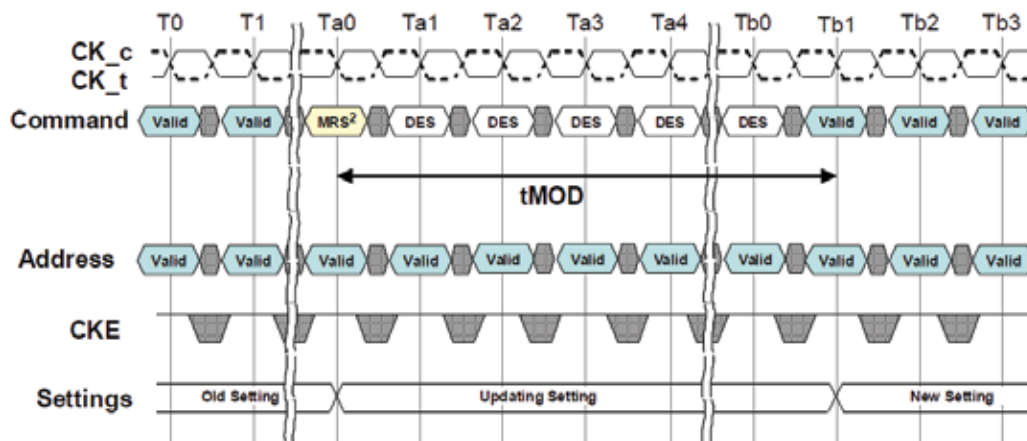 T0 T1 Ta0 Ta1 Ta2 Ta3 Ta4 Tb0 Tb1 Tb2 Tb3
CK_c
CK_t
Command Valid Valid MRS² DES DES DES DES DES Valid Valid Valid
tMOD
Address Valid Valid Valid Valid Valid Valid Valid Valid Valid Valid Valid
CKE
Settings Old Setting Updating Setting New Setting